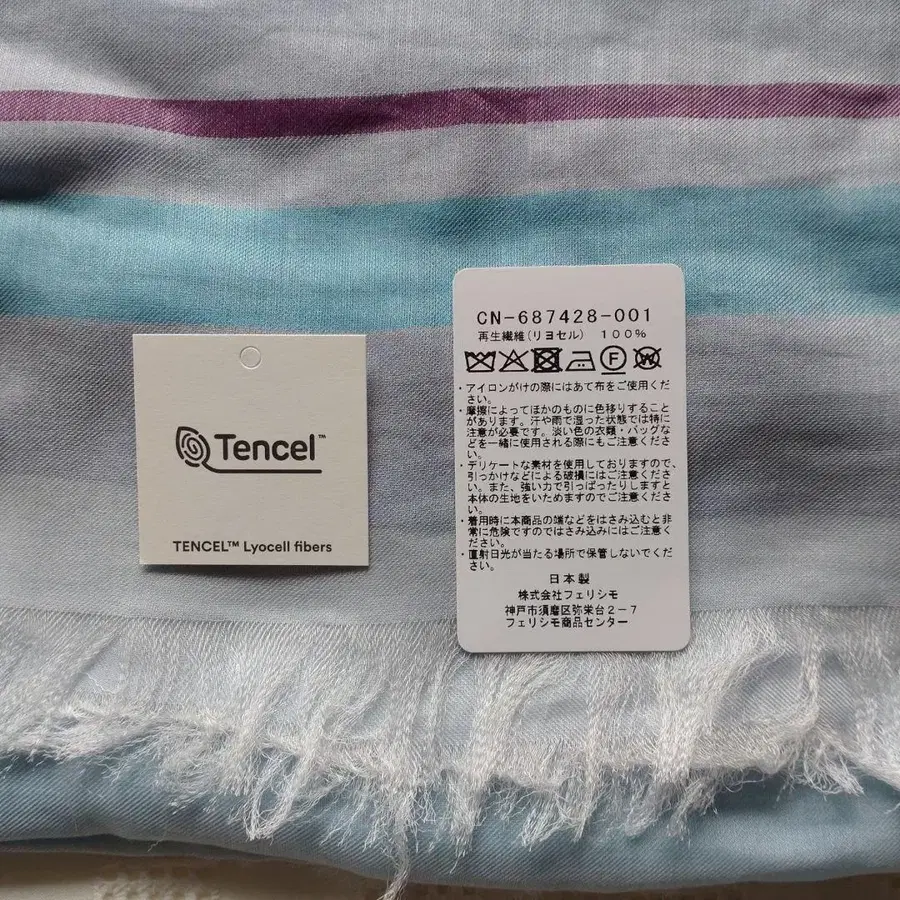 Tencel™
TENCEL™ Lyocell fibers
CN-687428-001
再生繊維(リヨセル) 100%
F
W
・アイロンがけの際にはあて布をご使用くだ
さい。
・摩擦によってほかのものに色移りすること
があります。汗や雨で湿った状態では特に
注意が必要です。淡い色の衣類・バッグな
どを一緒に使用される際にもご注意くださ
い。
・デリケートな素材を使用しておりますので、
引っかけなどによる破損にはご注意くださ
い。また、強い力で引っぱったりしますと
本体の生地をいためますのでご注意くださ
い。
・着用時に本商品の端などをはさみ込むと非
常に危険ですのではさみ込みにはご注意く
ださい。
・直射日光が当たる場所で保管しないでくだ
さい。
日本製
株式会社フェリシモ
神戸市須磨区弥栄台2-7
フェリシモ商品センター